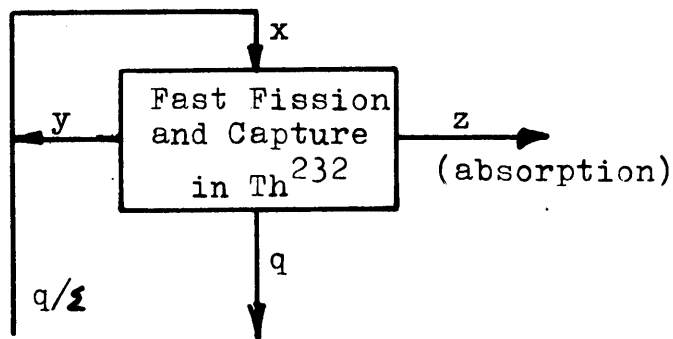 x
Fast Fission
y
and Capture
z
in Th²³²
(absorption)
q
q/ε